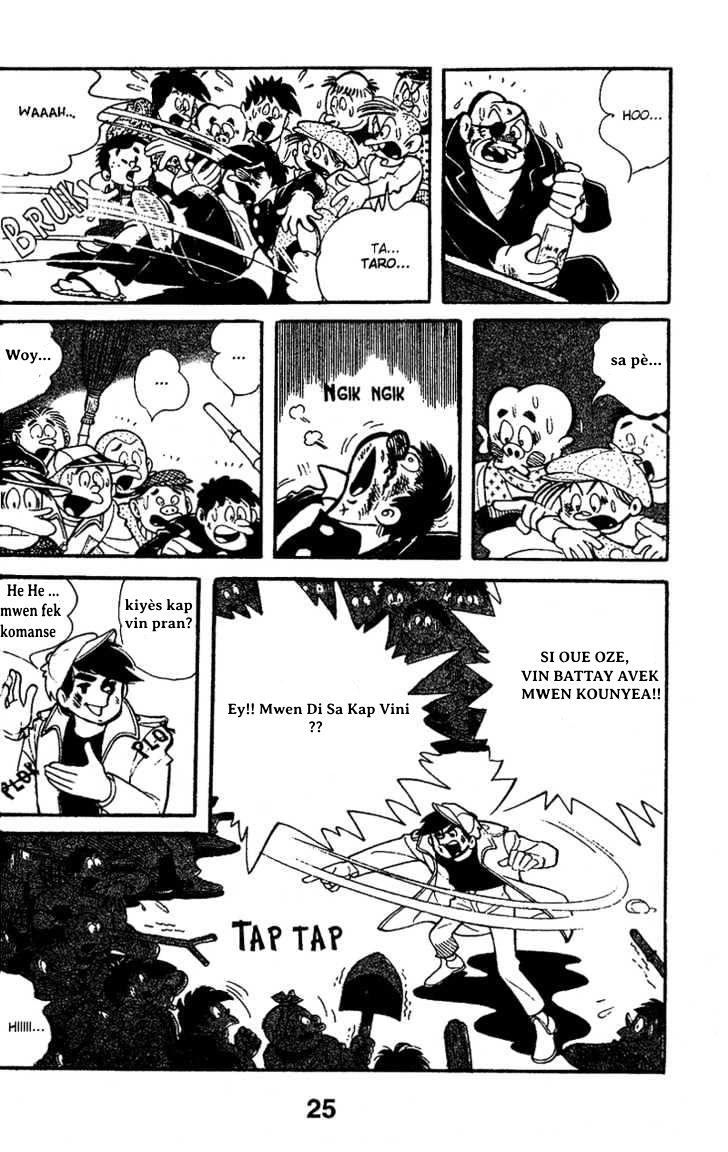 WAAAH...
BRUK
TA...
TARO...
HOO...
Woy...
...
...
NGIK NGIK
sa pè...
He He ...
mwen fek
komanse
kiyès kap
vin pran?
PLOK
PLOK
Ey!! Mwen Di Sa Kap Vini
??
SI OUE OZE,
VIN BATTAY AVEK
MWEN KOUNYEA!!
TAP TAP
HIIIII...
25